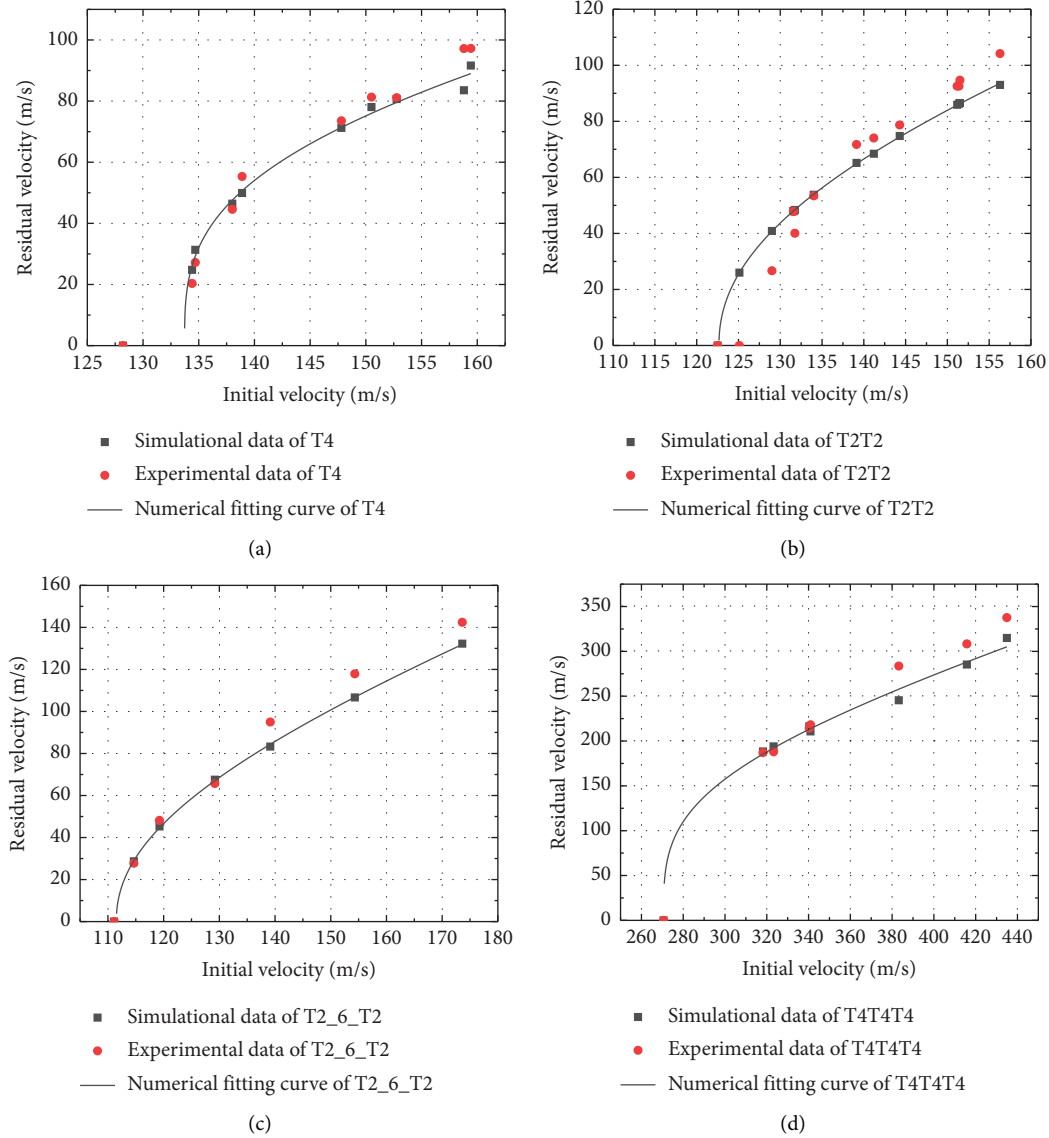 100
80
60
40
20
0
Residual velocity (m/s)
125 130 135 140 145 150 155 160
Initial velocity (m/s)
Simulational data of T4
Experimental data of T4
Numerical fitting curve of T4
(a)
120
100
80
60
40
20
0
Residual velocity (m/s)
110 115 120 125 130 135 140 145 150 155 160
Initial velocity (m/s)
Simulational data of T2T2
Experimental data of T2T2
Numerical fitting curve of T2T2
(b)
160
140
120
100
80
60
40
20
0
Residual velocity (m/s)
110 120 130 140 150 160 170 180
Initial velocity (m/s)
Simulational data of T2_6_T2
Experimental data of T2_6_T2
Numerical fitting curve of T2_6_T2
(c)
350
300
250
200
150
100
50
0
Residual velocity (m/s)
260 280 300 320 340 360 380 400 420 440
Initial velocity (m/s)
Simulational data of T4T4T4
Experimental data of T4T4T4
Numerical fitting curve of T4T4T4
(d)